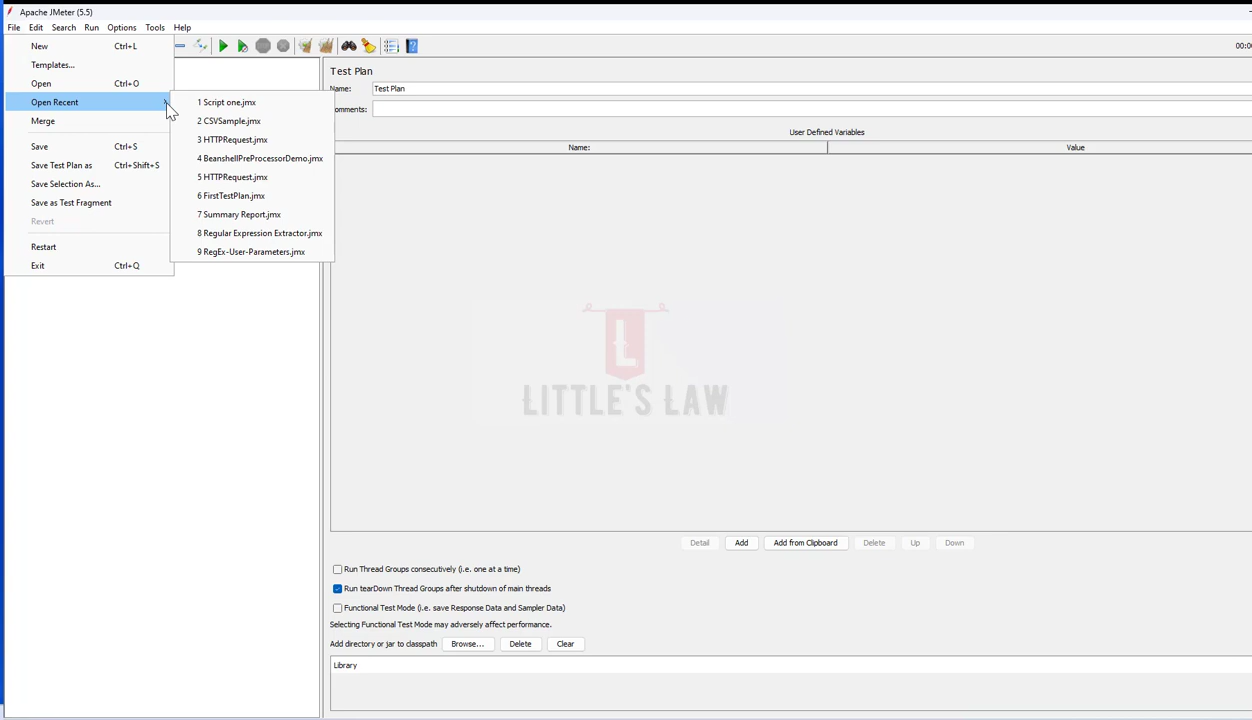 Apache JMeter (5.5)
File Edit Search Run Options Tools Help
New Ctrl+L
Templates...
Open Ctrl+O
Open Recent
Merge
Save Ctrl+S
Save Test Plan as Ctrl+Shift+S
Save Selection As...
Save as Test Fragment
Revert
Restart
Exit Ctrl+Q
1 Script one.jmx
2 CSVSample.jmx
3 HTTPRequest.jmx
4 BeanshellPreProcessorDemo.jmx
5 HTTPRequest.jmx
6 FirstTestPlan.jmx
7 Summary Report.jmx
8 Regular Expression Extractor.jmx
9 RegEx-User-Parameters.jmx
Test Plan
Name: Test Plan
omments:
User Defined Variables
Name: Value
L
LITTLE'S LAW
Detail Add Add from Clipboard Delete Up Down
Run Thread Groups consecutively (i.e. one at a time)
Run tearDown Thread Groups after shutdown of main threads
Functional Test Mode (i.e. save Response Data and Sampler Data)
Selecting Functional Test Mode may adversely affect performance.
Add directory or jar to classpath Browse... Delete Clear
Library